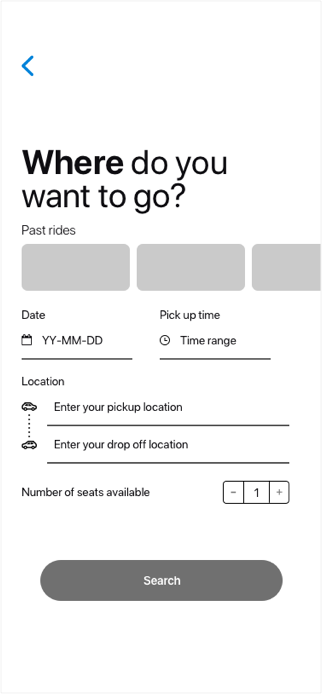 Where do you
want to go?
Past rides
Date
Pick up time
YY-MM-DD
Time range
Location
Enter your pickup location
Enter your drop off location
Number of seats available
- 1 +
Search